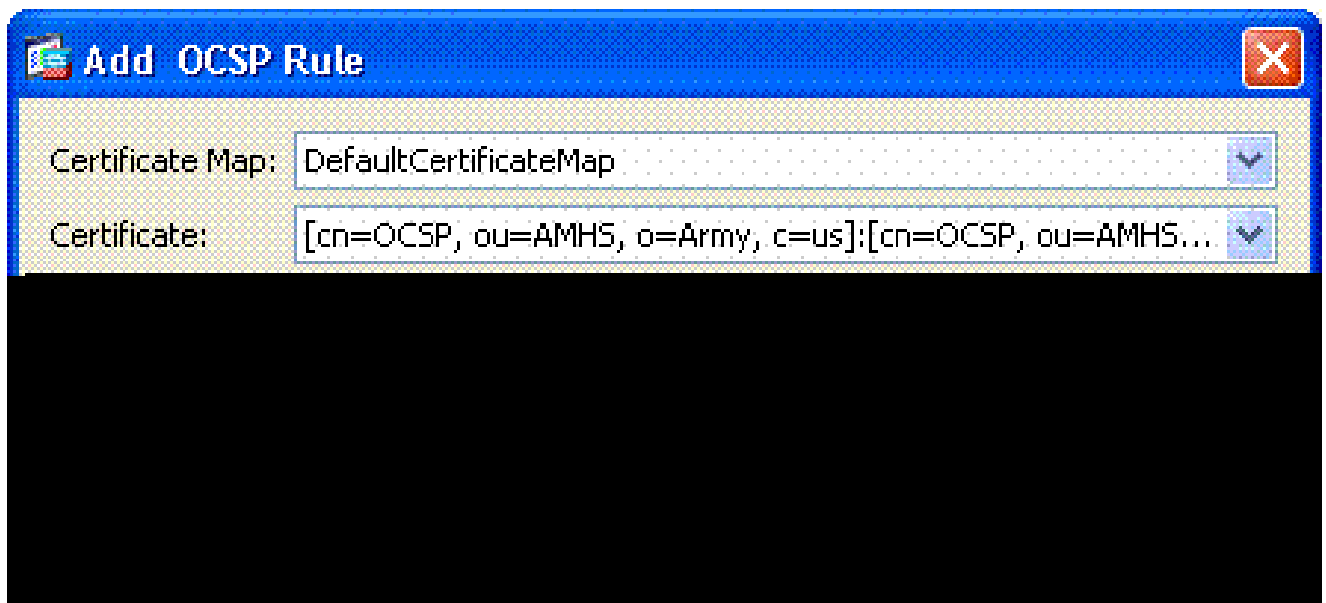 Add OCSP Rule
Certificate Map: DefaultCertificateMap
Certificate: [cn=OCSP, ou=AMHS, o=Army, c=us]:[cn=OCSP, ou=AMHS...